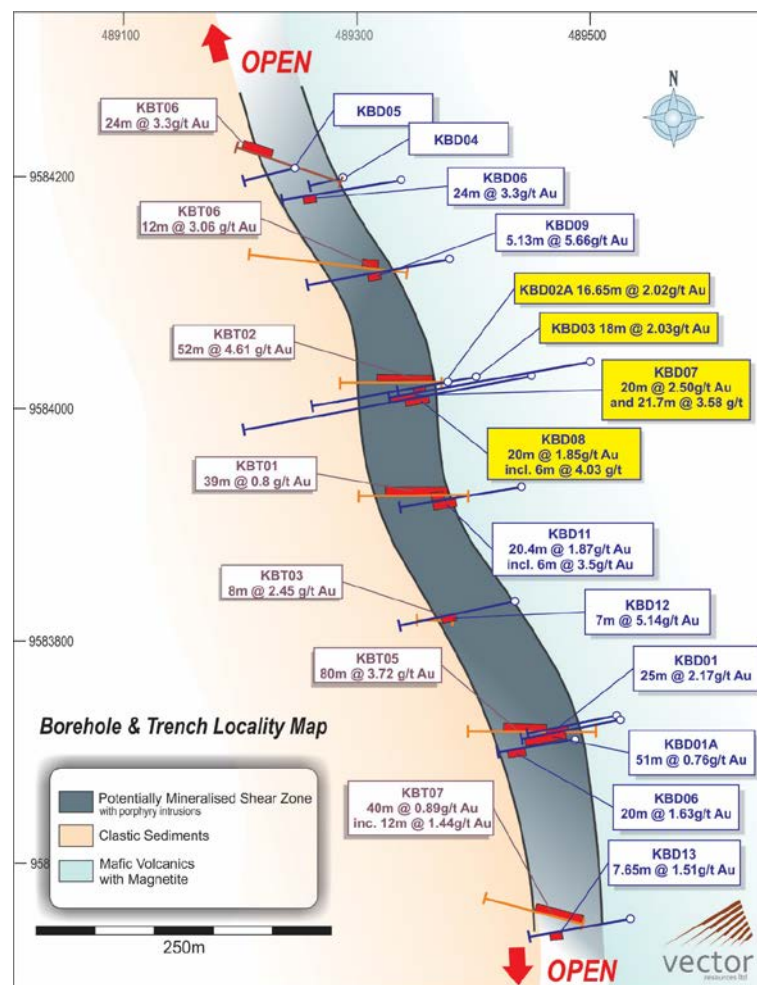 489100
489300
489500
OPEN
N
KBT06
24m @ 3.3g/t Au
KBD05
KBD04
9584200
KBD06
24m @ 3.3g/t Au
KBT06
12m @ 3.06 g/t Au
KBD09
5.13m @ 5.66g/t Au
KBD02A 16.65m @ 2.02g/t Au
KBD03 18m @ 2.03g/t Au
KBT02
52m @ 4.61 g/t Au
KBD07
20m @ 2.50g/t Au
and 21.7m @ 3.58 g/t
9584000
KBD08
20m @ 1.85g/t Au
incl. 6m @ 4.03 g/t
KBT01
39m @ 0.8 g/t Au
KBD11
20.4m @ 1.87g/t Au
incl. 6m @ 3.5g/t Au
KBT03
8m @ 2.45 g/t Au
KBD12
7m @ 5.14g/t Au
9583800
KBT05
80m @ 3.72 g/t Au
KBD01
25m @ 2.17g/t Au
Borehole & Trench Locality Map
KBD01A
51m @ 0.76g/t Au
Potentially Mineralised Shear Zone
with porphyry intrusions
Clastic Sediments
Mafic Volcanics
with Magnetite
KBT07
40m @ 0.89g/t Au
inc. 12m @ 1.44g/t Au
KBD06
20m @ 1.63g/t Au
958
KBD13
7.65m @ 1.51g/t Au
250m
OPEN
vector
resources ltd